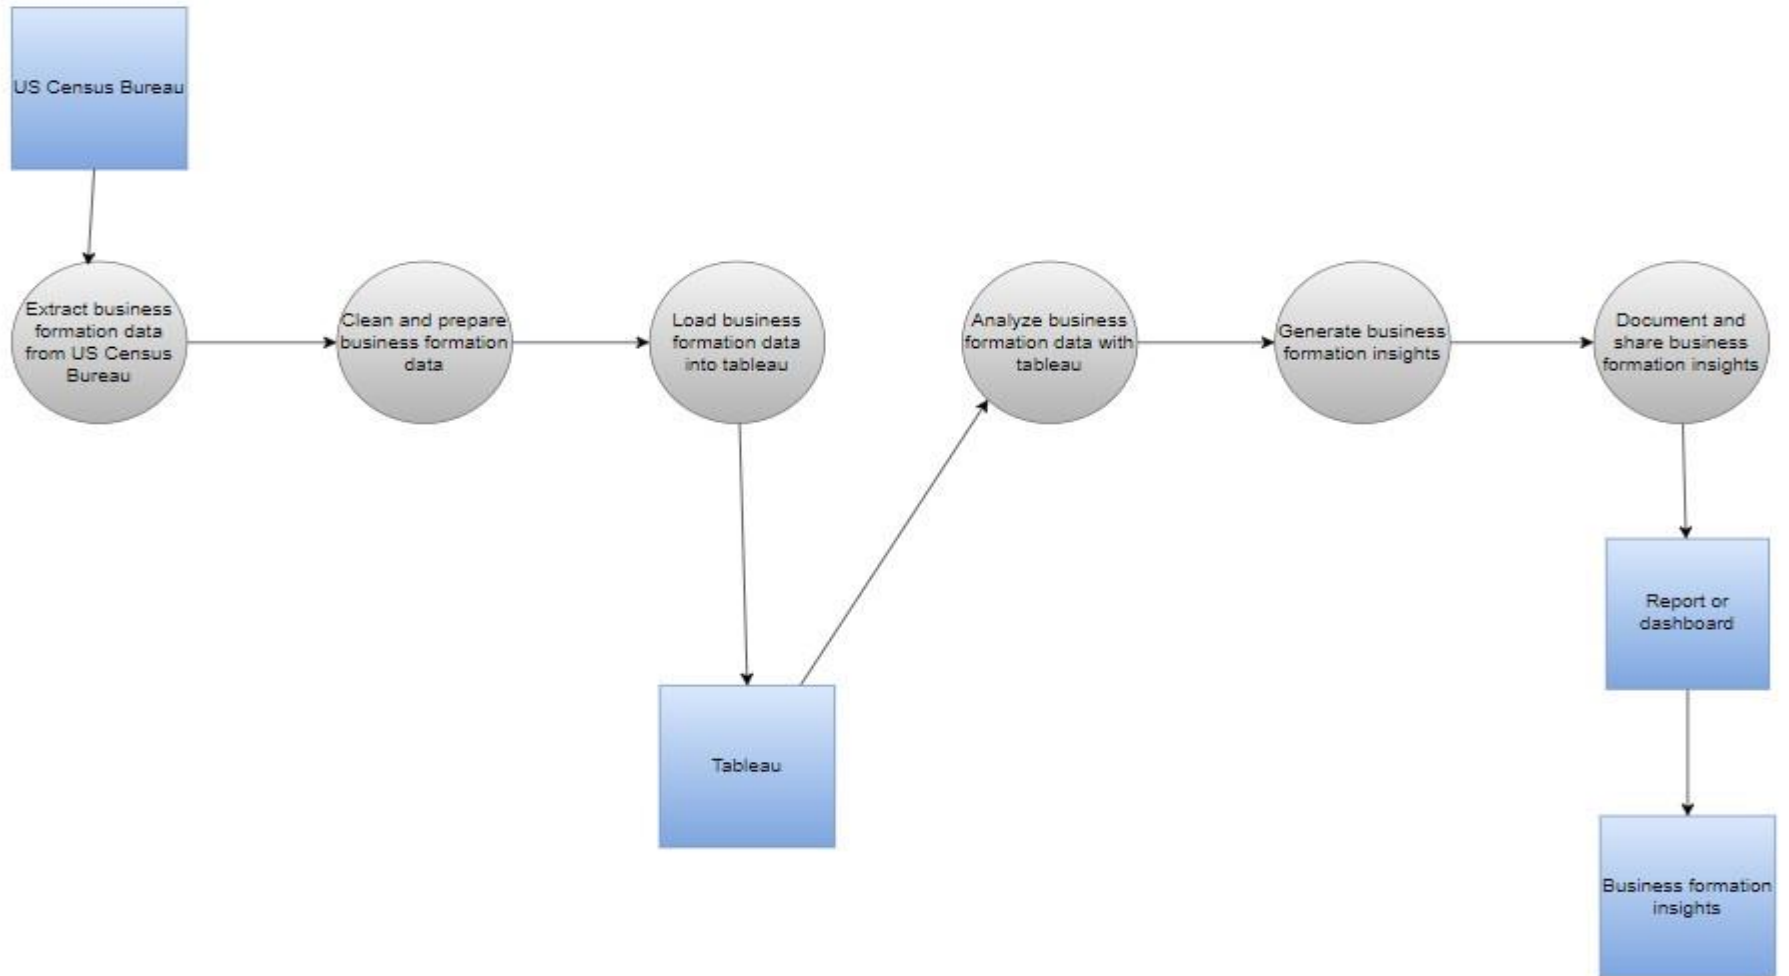 US Census Bureau
Extract business
formation data
from US Census
Bureau
Clean and prepare
business formation
data
Load business
formation data
into tableau
Analyze business
formation data with
tableau
Generate business
formation insights
Document and
share business
formation insights
Report or
dashboard
Tableau
Business formation
insights